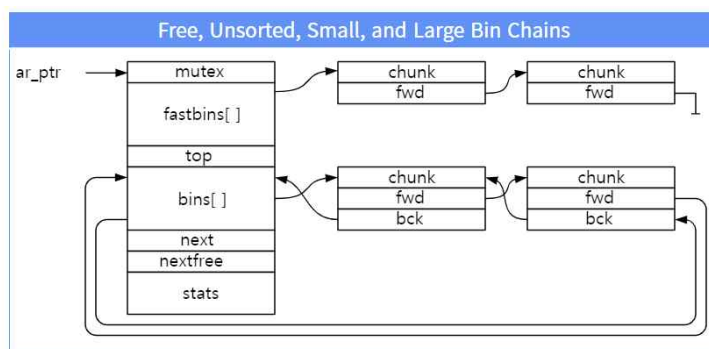 Free, Unsorted, Small, and Large Bin Chains
ar_ptr
mutex
fastbins[ ]
top
bins[ ]
next
nextfree
stats
chunk
fwd
chunk
fwd
chunk
fwd
bck
chunk
fwd
bck